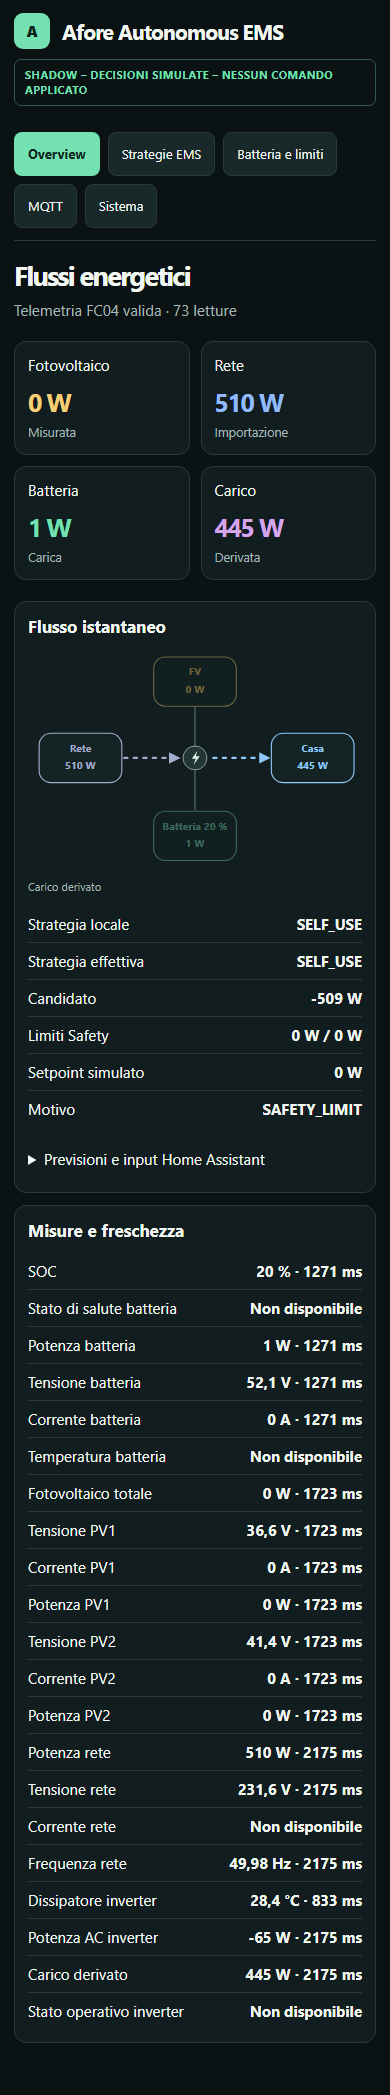 A
Afore Autonomous EMS
SHADOW – DECISIONI SIMULATE – NESSUN COMANDO
APPLICATO
Overview
Strategie EMS
Batteria e limiti
MQTT
Sistema
Flussi energetici
Telemetria FC04 valida · 73 letture
Fotovoltaico
0 W
Misurata
Rete
510 W
Importazione
Batteria
1 W
Carica
Carico
445 W
Derivata
Flusso istantaneo
FV
0 W
Rete
510 W
Casa
445 W
Batteria 20 %
1 W
Carico derivato
Strategia locale SELF_USE
Strategia effettiva SELF_USE
Candidato -509 W
Limiti Safety 0 W / 0 W
Setpoint simulato 0 W
Motivo SAFETY_LIMIT
Previsioni e input Home Assistant
Misure e freschezza
SOC 20 % · 1271 ms
Stato di salute batteria Non disponibile
Potenza batteria 1 W · 1271 ms
Tensione batteria 52,1 V · 1271 ms
Corrente batteria 0 A · 1271 ms
Temperatura batteria Non disponibile
Fotovoltaico totale 0 W · 1723 ms
Tensione PV1 36,6 V · 1723 ms
Corrente PV1 0 A · 1723 ms
Potenza PV1 0 W · 1723 ms
Tensione PV2 41,4 V · 1723 ms
Corrente PV2 0 A · 1723 ms
Potenza PV2 0 W · 1723 ms
Potenza rete 510 W · 2175 ms
Tensione rete 231,6 V · 2175 ms
Corrente rete Non disponibile
Frequenza rete 49,98 Hz · 2175 ms
Dissipatore inverter 28,4 °C · 833 ms
Potenza AC inverter -65 W · 2175 ms
Carico derivato 445 W · 2175 ms
Stato operativo inverter Non disponibile